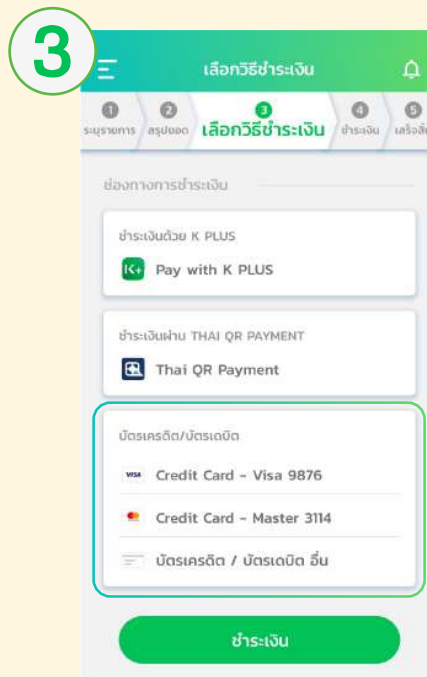 3
เลือกวิธีชำระเงิน
1 2 3 4 5
ระบุรายการ สรุปยอด เลือกวิธีชำระเงิน ชำระเงิน
ช่องทางการชำระเงิน
ชำระเงินด้วย K PLUS
K+ Pay with K PLUS
ชำระเงินผ่าน THAI QR PAYMENT
Thai QR Payment
บัตรเครดิต/บัตรเดบิต
VISA Credit Card - Visa 9876
Credit Card - Master 3114
บัตรเครดิต / บัตรเดบิต อื่น
ชำระเงิน